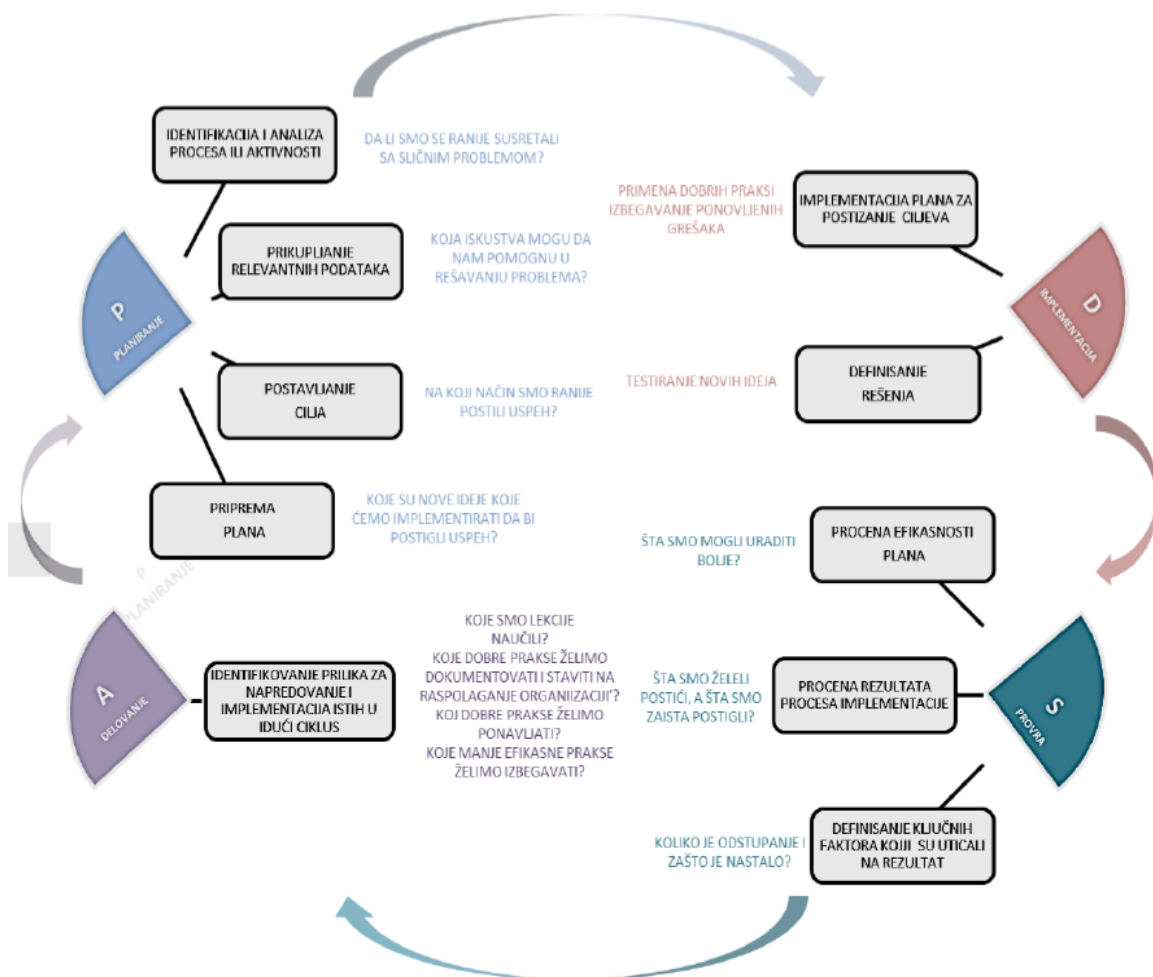 IDENTIFIKACIJA I ANALIZA
PROCESA ILI AKTIVNOSTI
DA LI SMO SE RANIJE SUSRETALI
SA SLIČNIM PROBLEMOM?
PRIKUPLJANJE
RELEVANTNIH PODATAKA
KOJA ISKUSTVA MOGU DA
NAM POMOGNU U
REŠAVANJU PROBLEMA?
P
PLANIRANJE
POSTAVLJANJE
CILJA
NA KOJI NAČIN SMO RANIJE
POSTILI USPEH?
PRIPREMA
PLANA
KOJE SU NOVE IDEJE KOJE
ĆEMO IMPLEMENTIRATI DA BI
POSTIGLI USPEH?
PRIMENA DOBRIH PRAKSI
IZBEGAVANJE PONOVLJENIH
GREŠAKA
IMPLEMENTACIJA PLANA ZA
POSTIZANJE CILJEVA
D
IMPLEMENTACIJA
TESTIRANJE NOVIH IDEJA
DEFINISANJE
REŠENJA
ŠTA SMO MOGLI URADITI
BOLJE?
PROCENA EFIKASNOSTI
PLANA
ŠTA SMO ŽELELI
POSTIĆI, A ŠTA SMO
ZAISTA POSTIGLI?
PROCENA REZULTATA
PROCESA IMPLEMENTACIJE
S
PROVRA
KOLIKO JE ODSTUPANJE I
ZAŠTO JE NASTALO?
DEFINISANJE KLJUČNIH
FAKTORA KOJII SU UTICALI
NA REZULTAT
P
PLANIRANJE
A
DELOVANJE
IDENTIFIKOVANJE PRILIKA ZA
NAPREDOVANJE I
IMPLEMENTACIJA ISTIH U
IDUĆI CIKLUS
KOJE SMO LEKCIJE
NAUČILI?
KOJE DOBRE PRAKSE ŽELIMO
DOKUMENTOVATI I STAVITI NA
RASPOLAGANJE ORGANIIZACIJI'?
KOJ DOBRE PRAKSE ŽELIMO
PONAVLJATI?
KOJE MANJE EFIKASNE PRAKSE
ŽELIMO IZBEGAVATI?